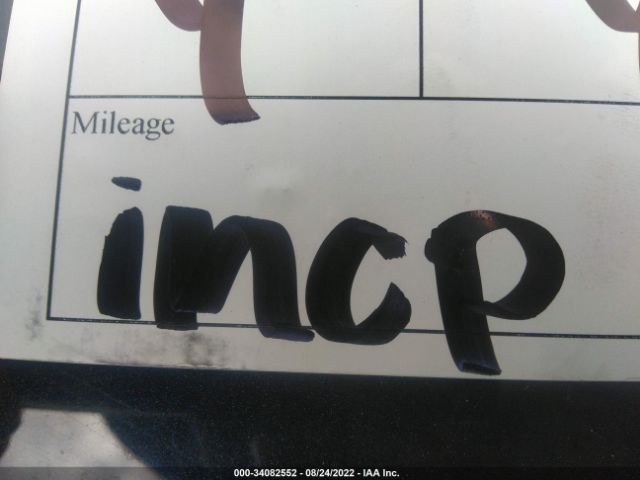 Mileage
incp
000-34082552 - 08/24/2022 - IAA Inc.